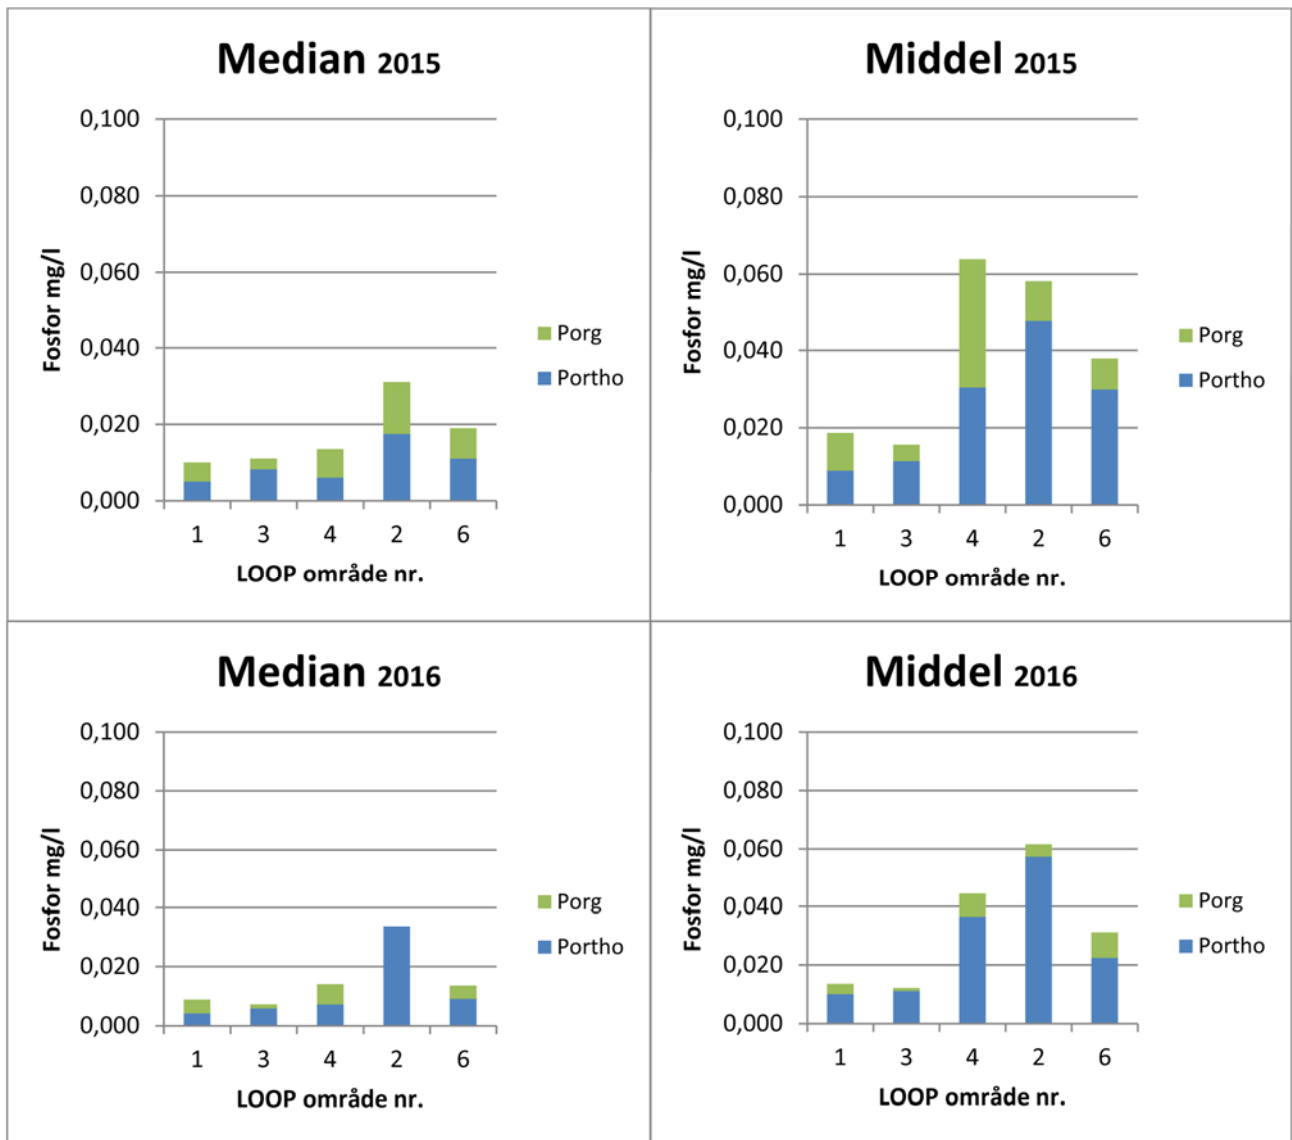 Median 2015
0,100
0,080
0,060
0,040
0,020
0,000
Fosfor mg/l
1 3 4 2 6
LOOP område nr.
Porg
Portho
Middel 2015
0,100
0,080
0,060
0,040
0,020
0,000
Fosfor mg/l
1 3 4 2 6
LOOP område nr.
Porg
Portho
Median 2016
0,100
0,080
0,060
0,040
0,020
0,000
Fosfor mg/l
1 3 4 2 6
LOOP område nr.
Porg
Portho
Middel 2016
0,100
0,080
0,060
0,040
0,020
0,000
Fosfor mg/l
1 3 4 2 6
LOOP område nr.
Porg
Portho